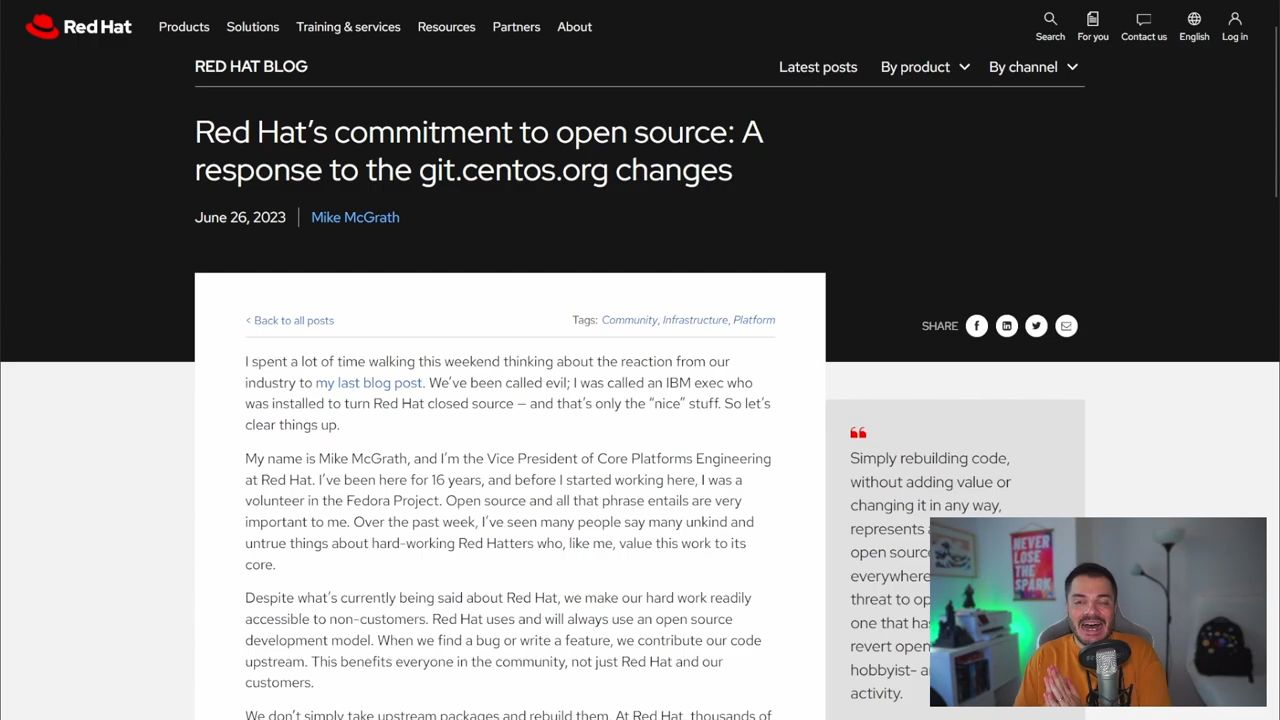 Red Hat
Products
Solutions
Training & services
Resources
Partners
About
Search
For you
Contact us
English
Log in
RED HAT BLOG
Latest posts
By product
By channel
Red Hat’s commitment to open source: A
response to the git.centos.org changes
June 26, 2023
Mike McGrath
< Back to all posts
Tags: Community, Infrastructure, Platform
SHARE
I spent a lot of time walking this weekend thinking about the reaction from our
industry to my last blog post. We’ve been called evil; I was called an IBM exec who
was installed to turn Red Hat closed source — and that’s only the “nice” stuff. So let’s
clear things up.
My name is Mike McGrath, and I’m the Vice President of Core Platforms Engineering
at Red Hat. I’ve been here for 16 years, and before I started working here, I was a
volunteer in the Fedora Project. Open source and all that phrase entails are very
important to me. Over the past week, I’ve seen many people say many unkind and
untrue things about hard-working Red Hatters who, like me, value this work to its
core.
Despite what’s currently being said about Red Hat, we make our hard work readily
accessible to non-customers. Red Hat uses and will always use an open source
development model. When we find a bug or write a feature, we contribute our code
upstream. This benefits everyone in the community, not just Red Hat and our
customers.
We don’t simply take upstream packages and rebuild them. At Red Hat, thousands of
“
Simply rebuilding code,
without adding value or
changing it in any way,
represents
open sourc
everywhere
threat to op
one that has
revert open
hobbyist-
activity.
NEVER
LOSE
THE
SPARK